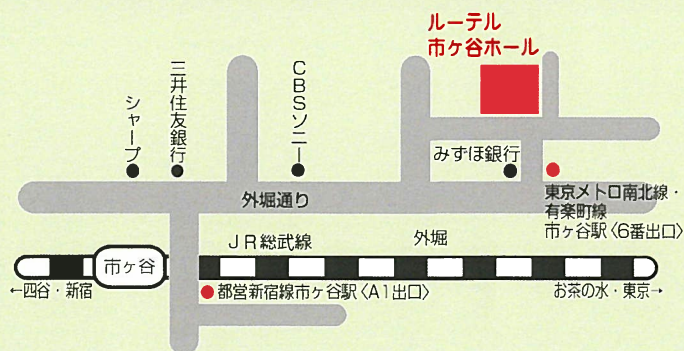 ルーテル
市ヶ谷ホール
三井住友銀行
シャープ
CBSソニー
みずほ銀行
外堀通り
東京メトロ南北線・
有楽町線
市ヶ谷駅〈6番出口〉
JR総武線
外堀
市ヶ谷
←四谷・新宿
都営新宿線市ヶ谷駅〈A1出口〉
お茶の水・東京→